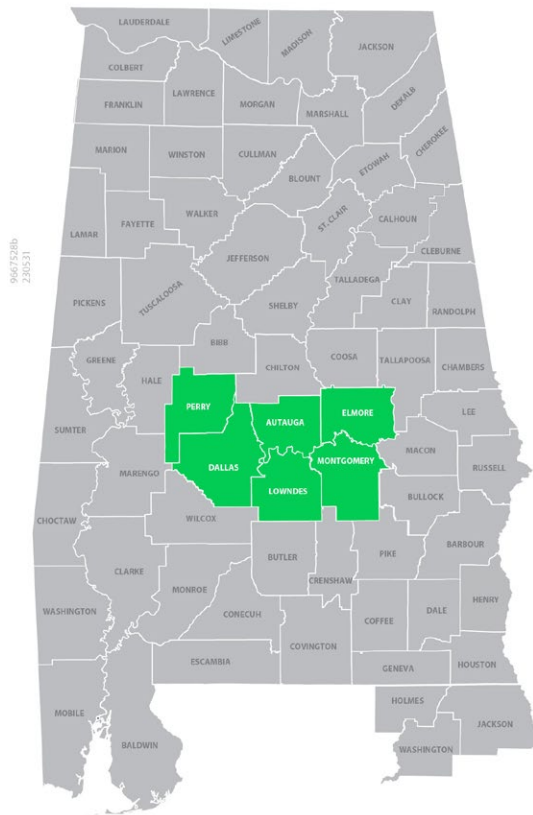 LAUDERDALE
LIMESTONE
MADISON
JACKSON
COLBERT
LAWRENCE
FRANKLIN
MORGAN
MARSHALL
DEKALB
CHEROKEE
MARION
WINSTON
CULLMAN
ETOWAH
BLOUNT
WALKER
ST. CLAIR
CALHOUN
FAYETTE
LAMAR
CLEBURNE
JEFFERSON
9667528b
230531
TALLADEGA
TUSCALOOSA
PICKENS
SHELBY
CLAY
RANDOLPH
BIBB
GREENE
COOSA
TALLAPOOSA
CHAMBERS
CHILTON
HALE
PERRY
ELMORE
LEE
AUTAUGA
SUMTER
MACON
MONTGOMERY
DALLAS
RUSSELL
MARENGO
LOWNDES
BULLOCK
WILCOX
CHOCTAW
BARBOUR
PIKE
BUTLER
CLARKE
CRENSHAW
MONROE
HENRY
WASHINGTON
CONECUH
COFFEE
DALE
COVINGTON
ESCAMBIA
GENEVA
HOUSTON
HOLMES
MOBILE
JACKSON
BALDWIN
WASHINGTON